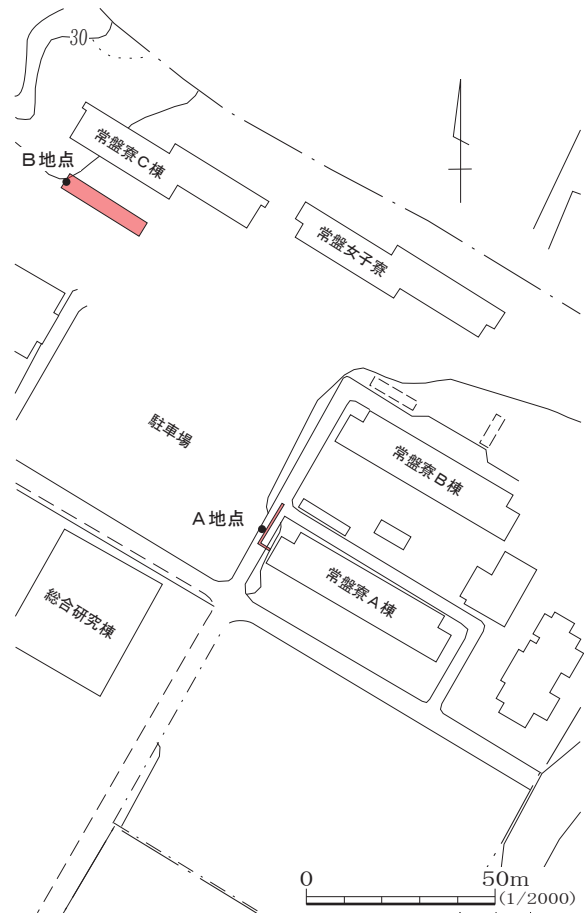 30
常盤寮C棟
B地点
常盤女子寮
駐車場
常盤寮B棟
A地点
常盤寮A棟
総合研究棟
0 50m
(1/2000)